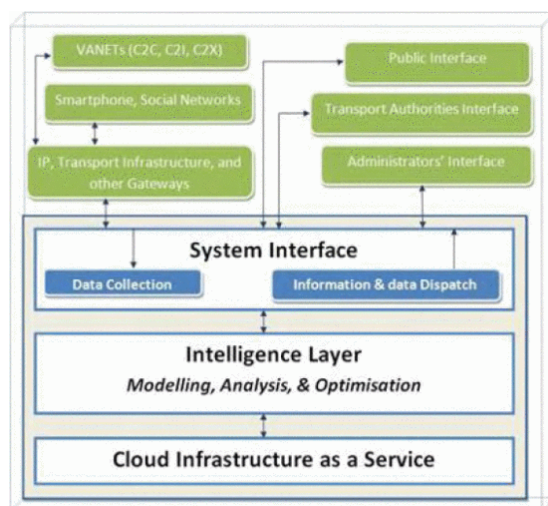 VANETs (C2C, C2I, C2X)
Smartphone, Social Networks
IP, Transport Infrastructure, and
other Gateways
Public Interface
Transport Authorities Interface
Administrators' Interface
System Interface
Data Collection
Information & data Dispatch
Intelligence Layer
Modelling, Analysis, & Optimisation
Cloud Infrastructure as a Service